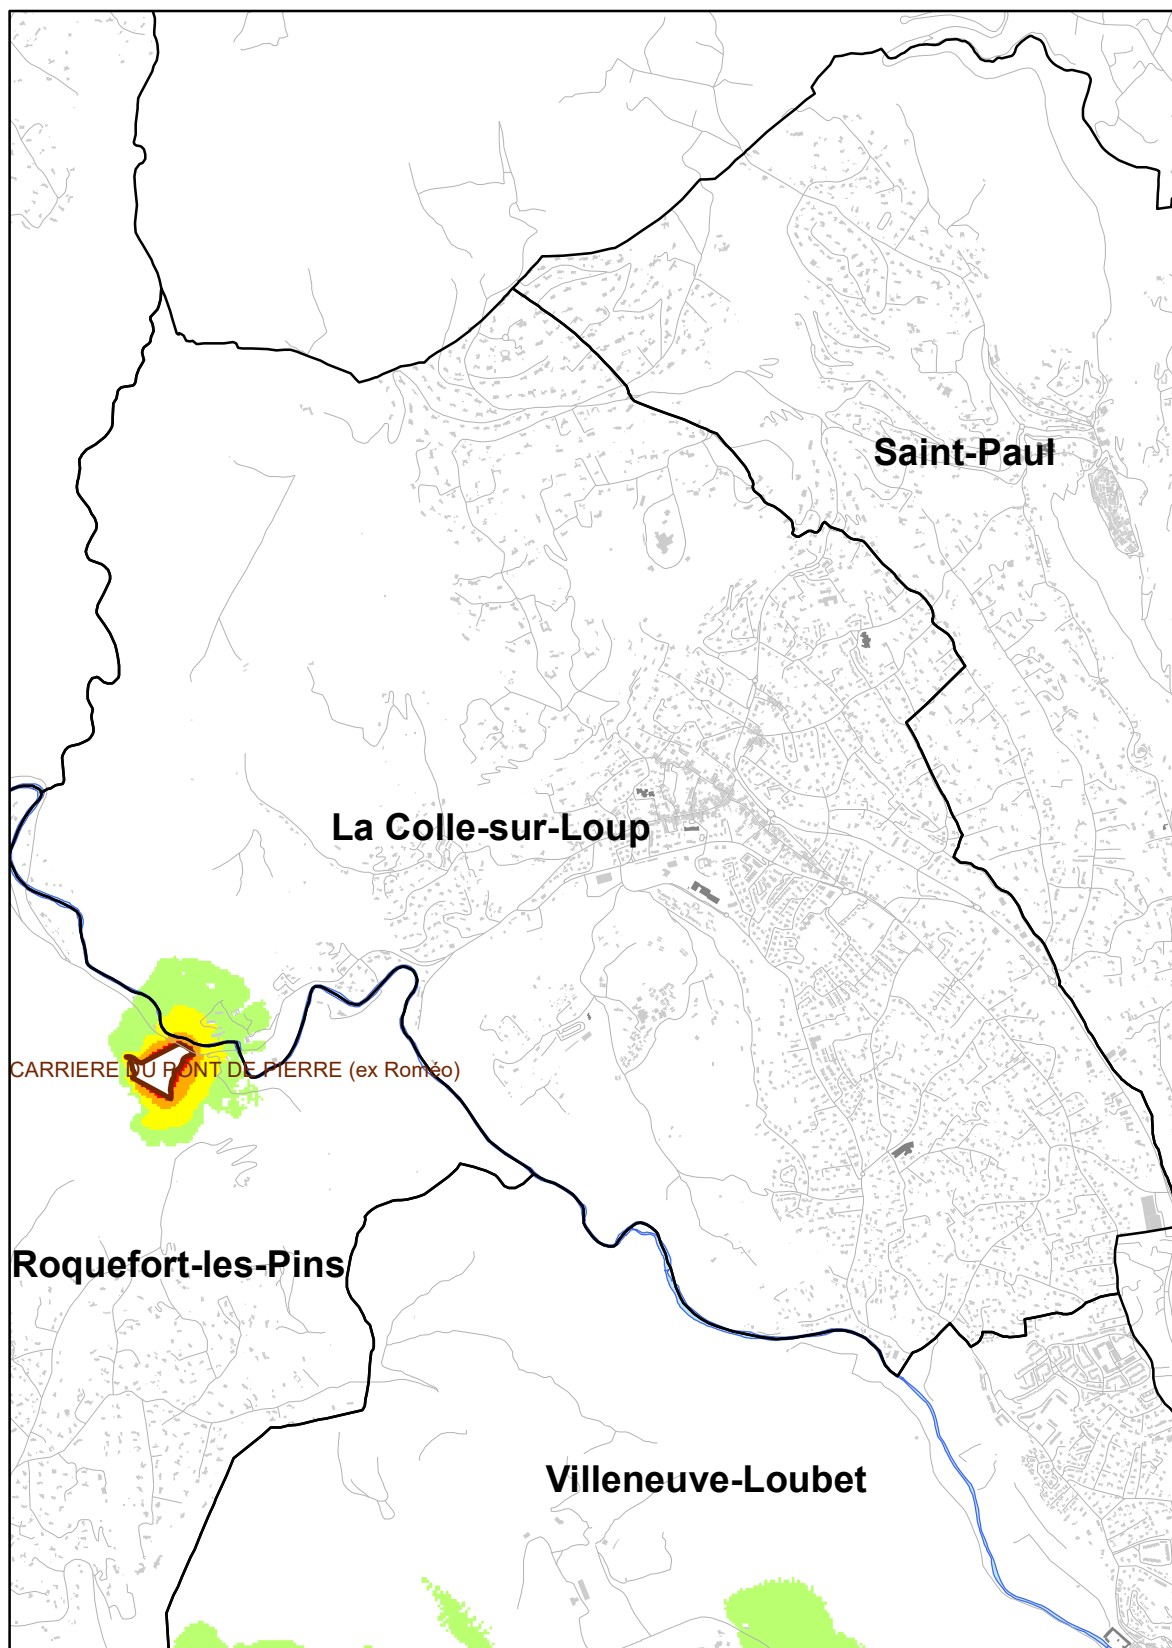 Saint-Paul
La Colle-sur-Loup
CARRIERE DU PONT DE PIERRE (ex Roméo)
Roquefort-les-Pins
Villeneuve-Loubet